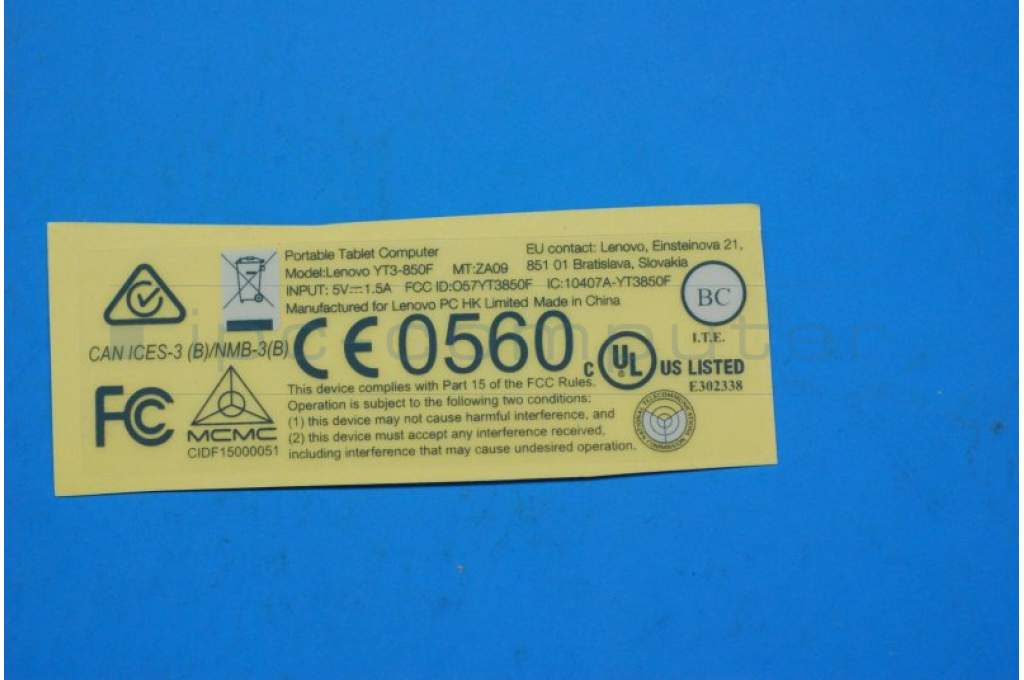 Portable Tablet Computer
Model:Lenovo YT3-850F MT:ZA09
INPUT: 5V⎓1.5A FCC ID:O57YT3850F IC:10407A-YT3850F
Manufactured for Lenovo PC HK Limited Made in China
EU contact: Lenovo, Einsteinova 21,
851 01 Bratislava, Slovakia
BC
I.T.E.
CAN ICES-3 (B)/NMB-3(B)
CE0560
c UL US LISTED
E302338
FC
MCMC
CIDF15000051
This device complies with Part 15 of the FCC Rules.
Operation is subject to the following two conditions:
(1) this device may not cause harmful interference, and
(2) this device must accept any interference received,
including interference that may cause undesired operation.
computer